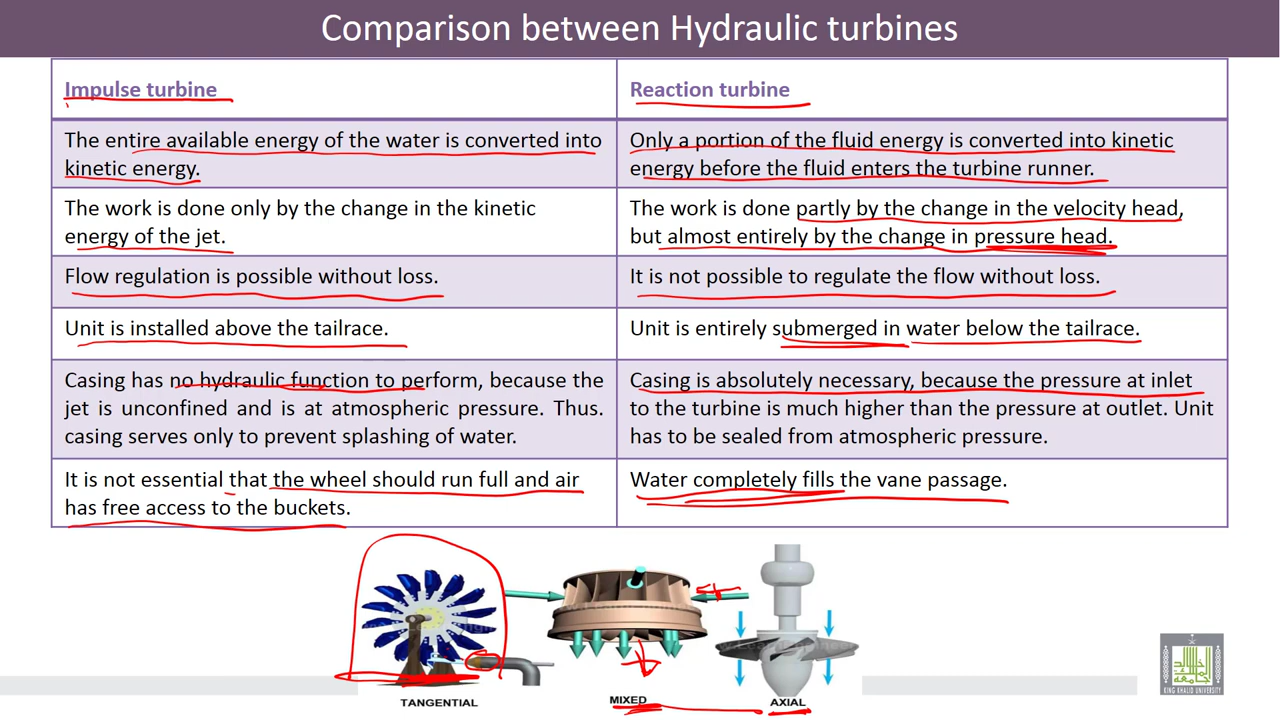 Comparison between Hydraulic turbines
Impulse turbine
Reaction turbine
The entire available energy of the water is converted into
kinetic energy.
Only a portion of the fluid energy is converted into kinetic
energy before the fluid enters the turbine runner.
The work is done only by the change in the kinetic
energy of the jet.
The work is done partly by the change in the velocity head,
but almost entirely by the change in pressure head.
Flow regulation is possible without loss.
It is not possible to regulate the flow without loss.
Unit is installed above the tailrace.
Unit is entirely submerged in water below the tailrace.
Casing has no hydraulic function to perform, because the
jet is unconfined and is at atmospheric pressure. Thus.
casing serves only to prevent splashing of water.
Casing is absolutely necessary, because the pressure at inlet
to the turbine is much higher than the pressure at outlet. Unit
has to be sealed from atmospheric pressure.
It is not essential that the wheel should run full and air
has free access to the buckets.
Water completely fills the vane passage.
TANGENTIAL
MIXED
AXIAL
KING KHALID UNIVERSITY